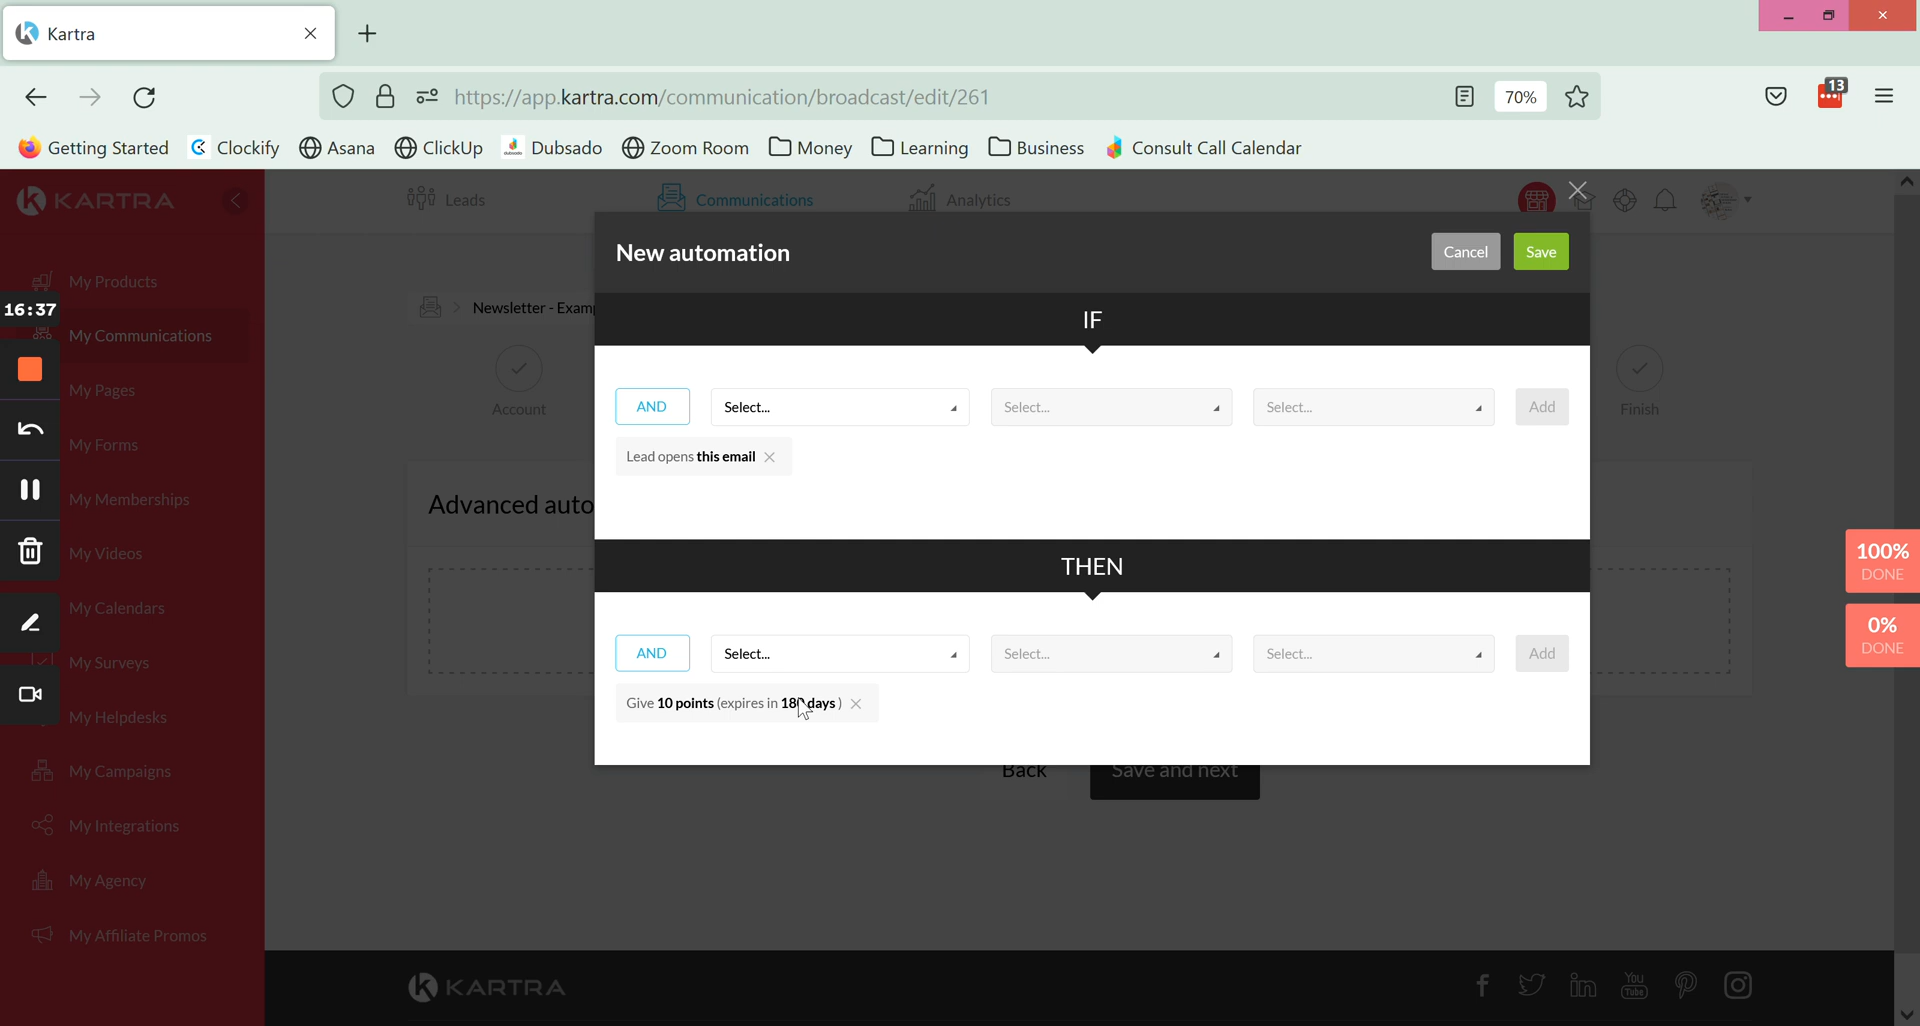 Kartra
https://app.kartra.com/communication/broadcast/edit/261
70%
13
Getting Started
Clockify
Asana
ClickUp
Dubsado
Zoom Room
Money
Learning
Business
Consult Call Calendar
KARTRA
Leads
Communications
Analytics
New automation
Cancel
Save
My Products
16:37
Newsletter - Examp
IF
My Communications
My Pages
Account
Finish
AND
Select...
Select...
Select...
Add
My Forms
Lead opens this email
My Memberships
Advanced auto
My Videos
THEN
100%
DONE
My Calendars
0%
DONE
My Surveys
AND
Select...
Select...
Select...
Add
Give 10 points (expires in 180 days )
My Helpdesks
My Campaigns
Back
Save and next
My Integrations
My Agency
My Affiliate Promos
KARTRA
You
Tube